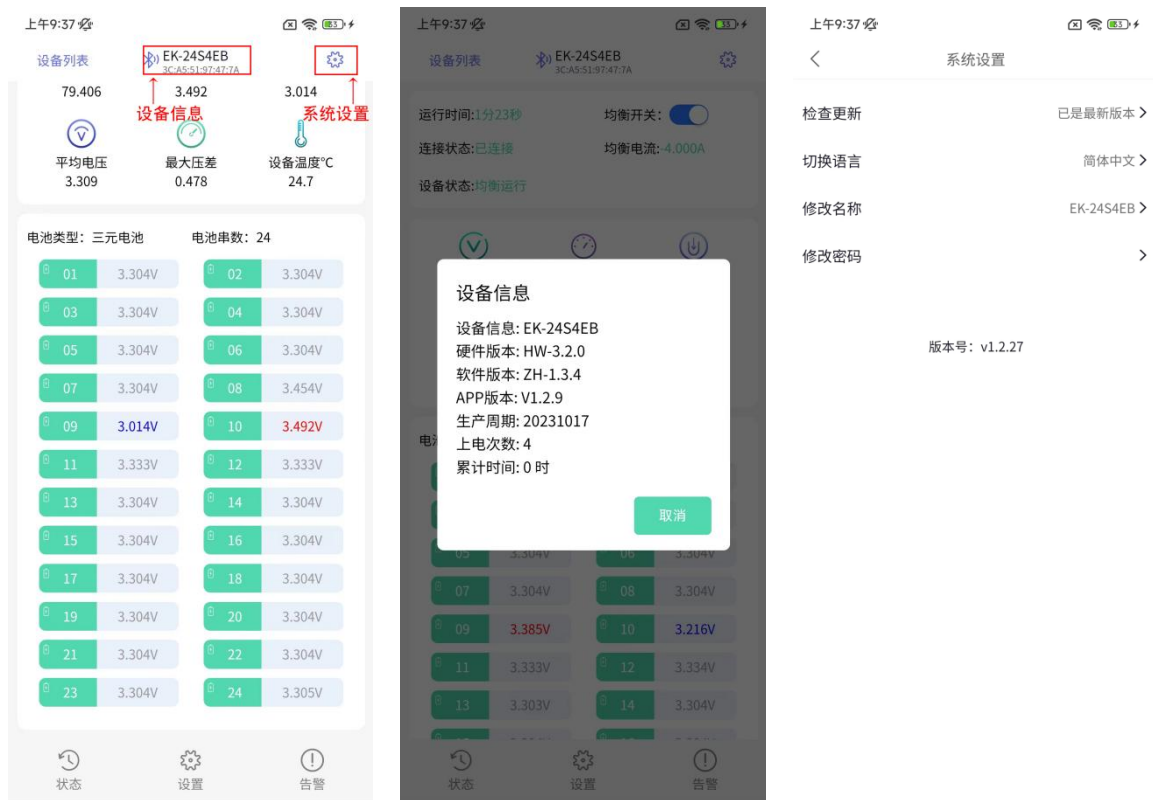 上午9:37
83
设备列表
EK-24S4EB
3C:A5:51:97:47:7A
79.406
3.492
3.014
设备信息
系统设置
平均电压
最大压差
设备温度°C
3.309
0.478
24.7
电池类型：三元电池
电池串数：24
01 3.304V 02 3.304V
03 3.304V 04 3.304V
05 3.304V 06 3.304V
07 3.304V 08 3.454V
09 3.014V 10 3.492V
11 3.333V 12 3.333V
13 3.304V 14 3.304V
15 3.304V 16 3.304V
17 3.304V 18 3.304V
19 3.304V 20 3.304V
21 3.304V 22 3.304V
23 3.304V 24 3.305V
状态
设置
告警
上午9:37
83
设备列表
EK-24S4EB
3C:A5:51:97:47:7A
运行时间:1分23秒
均衡开关：
连接状态:已连接
均衡电流:-4.000A
设备状态:均衡运行
设备信息
设备信息: EK-24S4EB
硬件版本: HW-3.2.0
软件版本: ZH-1.3.4
APP版本: V1.2.9
生产周期: 20231017
上电次数: 4
累计时间: 0 时
取消
电
05 3.304V 06 3.304V
07 3.304V 08 3.304V
09 3.385V 10 3.216V
11 3.333V 12 3.334V
13 3.303V 14 3.304V
状态
设置
告警
上午9:37
83
系统设置
检查更新
已是最新版本
切换语言
简体中文
修改名称
EK-24S4EB
修改密码
版本号：v1.2.27